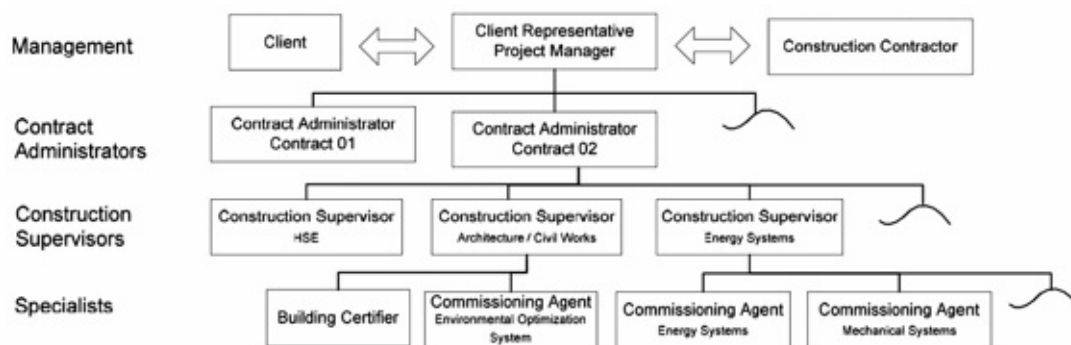 Management
Client
Client Representative
Project Manager
Construction Contractor
Contract
Administrators
Contract Administrator
Contract 01
Contract Administrator
Contract 02
Construction
Supervisors
Construction Supervisor
HSE
Construction Supervisor
Architecture / Civil Works
Construction Supervisor
Energy Systems
Specialists
Building Certifier
Commissioning Agent
Environmental Optimization
System
Commissioning Agent
Energy Systems
Commissioning Agent
Mechanical Systems